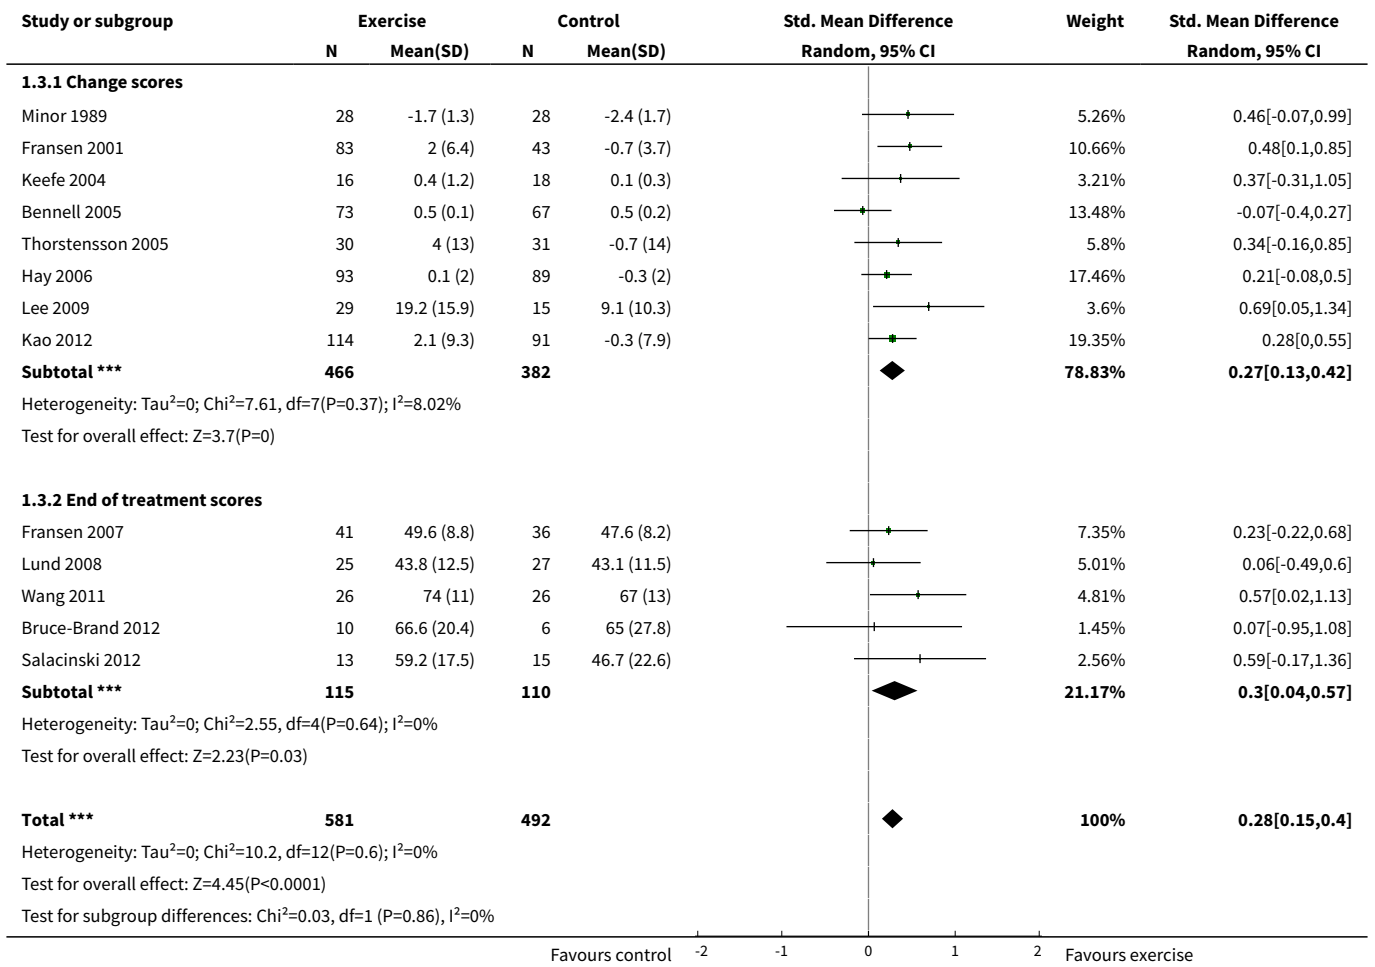 Study or subgroup Exercise Control Std. Mean Difference Weight Std. Mean Difference
N Mean(SD) N Mean(SD) Random, 95% CI Random, 95% CI
1.3.1 Change scores
Minor 1989 28 -1.7 (1.3) 28 -2.4 (1.7) 5.26% 0.46[-0.07,0.99]
Fransen 2001 83 2 (6.4) 43 -0.7 (3.7) 10.66% 0.48[0.1,0.85]
Keefe 2004 16 0.4 (1.2) 18 0.1 (0.3) 3.21% 0.37[-0.31,1.05]
Bennell 2005 73 0.5 (0.1) 67 0.5 (0.2) 13.48% -0.07[-0.4,0.27]
Thorstensson 2005 30 4 (13) 31 -0.7 (14) 5.8% 0.34[-0.16,0.85]
Hay 2006 93 0.1 (2) 89 -0.3 (2) 17.46% 0.21[-0.08,0.5]
Lee 2009 29 19.2 (15.9) 15 9.1 (10.3) 3.6% 0.69[0.05,1.34]
Kao 2012 114 2.1 (9.3) 91 -0.3 (7.9) 19.35% 0.28[0,0.55]
Subtotal *** 466 382 78.83% 0.27[0.13,0.42]
Heterogeneity: Tau²=0; Chi²=7.61, df=7(P=0.37); I²=8.02%
Test for overall effect: Z=3.7(P=0)
1.3.2 End of treatment scores
Fransen 2007 41 49.6 (8.8) 36 47.6 (8.2) 7.35% 0.23[-0.22,0.68]
Lund 2008 25 43.8 (12.5) 27 43.1 (11.5) 5.01% 0.06[-0.49,0.6]
Wang 2011 26 74 (11) 26 67 (13) 4.81% 0.57[0.02,1.13]
Bruce-Brand 2012 10 66.6 (20.4) 6 65 (27.8) 1.45% 0.07[-0.95,1.08]
Salacinski 2012 13 59.2 (17.5) 15 46.7 (22.6) 2.56% 0.59[-0.17,1.36]
Subtotal *** 115 110 21.17% 0.3[0.04,0.57]
Heterogeneity: Tau²=0; Chi²=2.55, df=4(P=0.64); I²=0%
Test for overall effect: Z=2.23(P=0.03)
Total *** 581 492 100% 0.28[0.15,0.4]
Heterogeneity: Tau²=0; Chi²=10.2, df=12(P=0.6); I²=0%
Test for overall effect: Z=4.45(P<0.0001)
Test for subgroup differences: Chi²=0.03, df=1 (P=0.86), I²=0%
Favours control -2 -1 0 1 2 Favours exercise